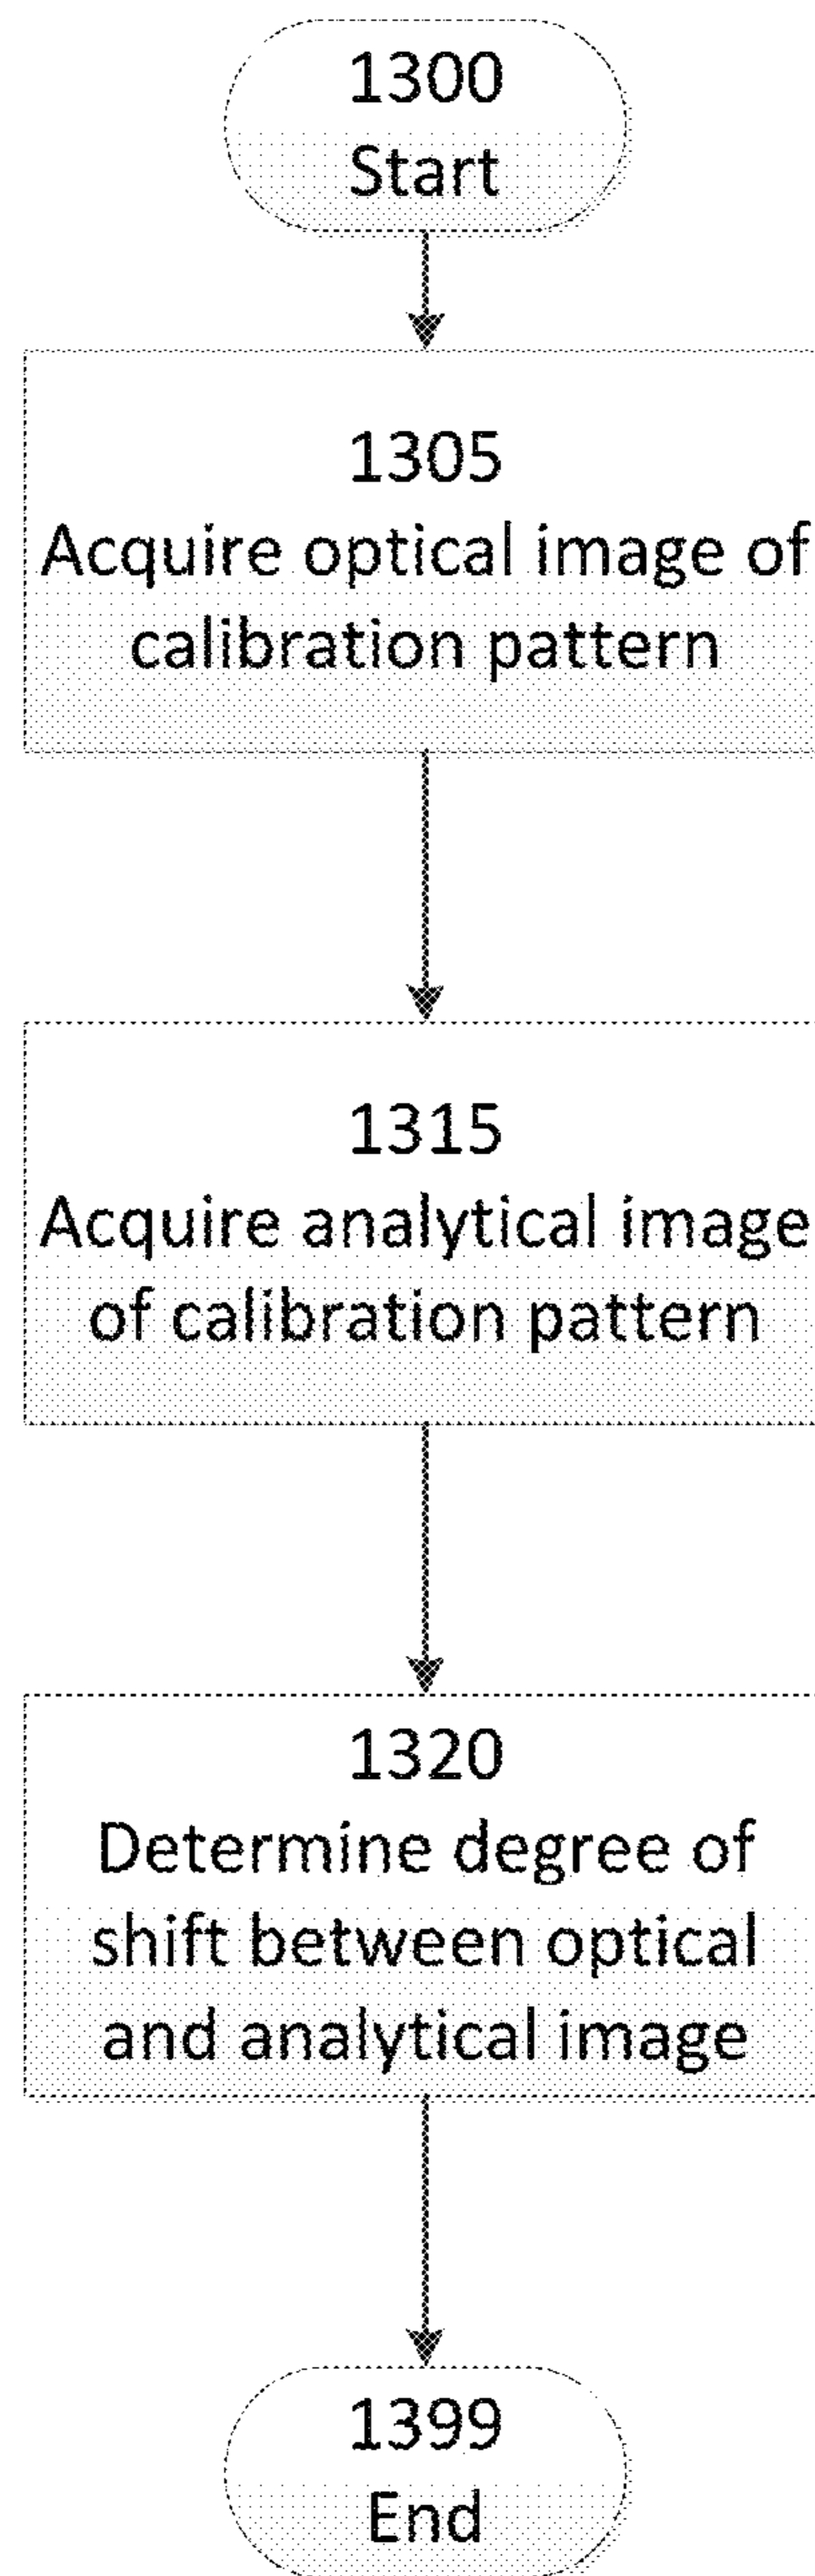 1300
Start
1305
Acquire optical image of
calibration pattern
1315
Acquire analytical image
of calibration pattern
1320
Determine degree of
shift between optical
and analytical image
1399
End